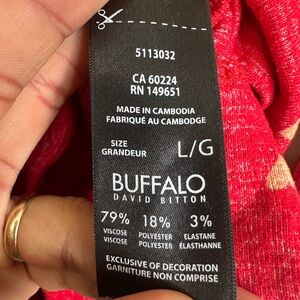 5113032
CA 60224
RN 149651
MADE IN CAMBODIA
FABRIQUÉ AU CAMBODGE
SIZE
GRANDEUR L/G
BUFFALO
DAVID BITTON
79% 18% 3%
VISCOSE POLYESTER ELASTANE
VISCOSE POLYESTER ÉLASTHANNE
EXCLUSIVE OF DECORATION
GARNITURE NON COMPRISE